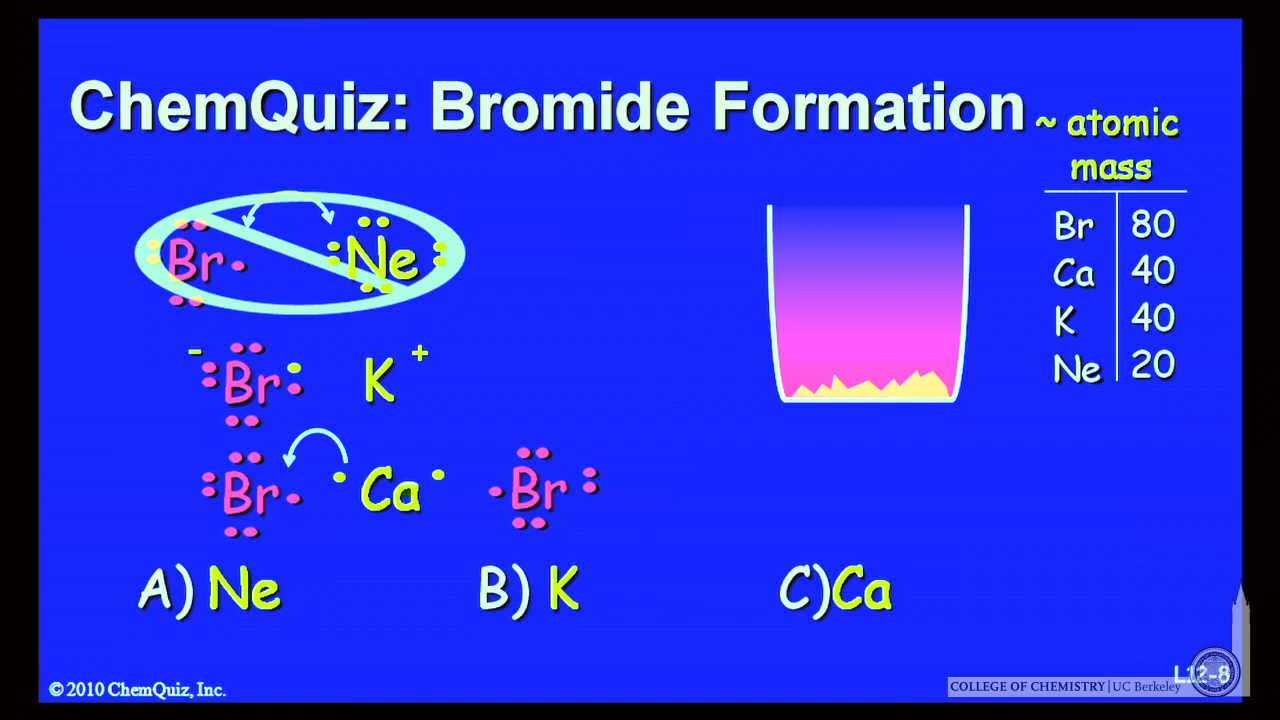 ChemQuiz: Bromide Formation
~ atomic
mass
Br 80
Ca 40
K 40
Ne 20
Br Ne
- Br K +
Br Ca Br
A) Ne B) K C)Ca
© 2010 ChemQuiz, Inc.
L12-8
COLLEGE OF CHEMISTRY | UC Berkeley